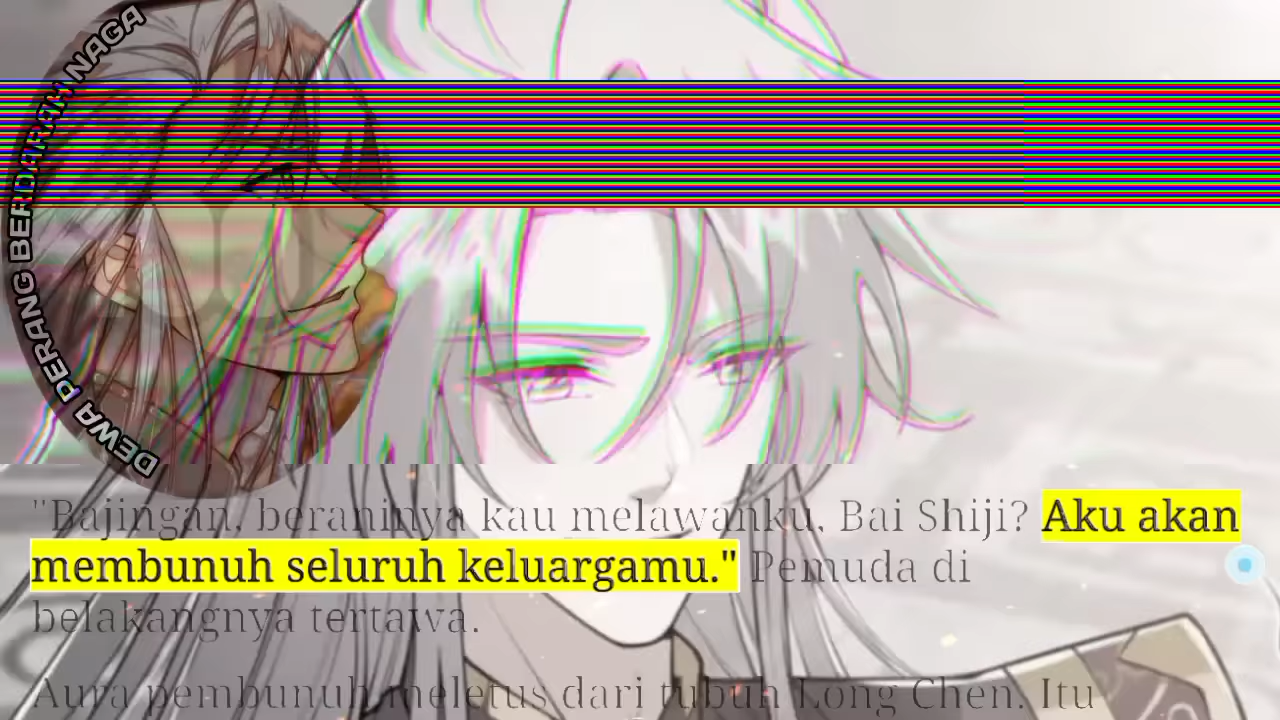 DEWA PERANG BERDARAH NAGA
"Bajingan, beraninya kau melawanku, Bai Shiji? Aku akan
membunuh seluruh keluargamu." Pemuda di
belakangnya tertawa.
Aura pembunuh meletus dari tubuh Long Chen. Itu